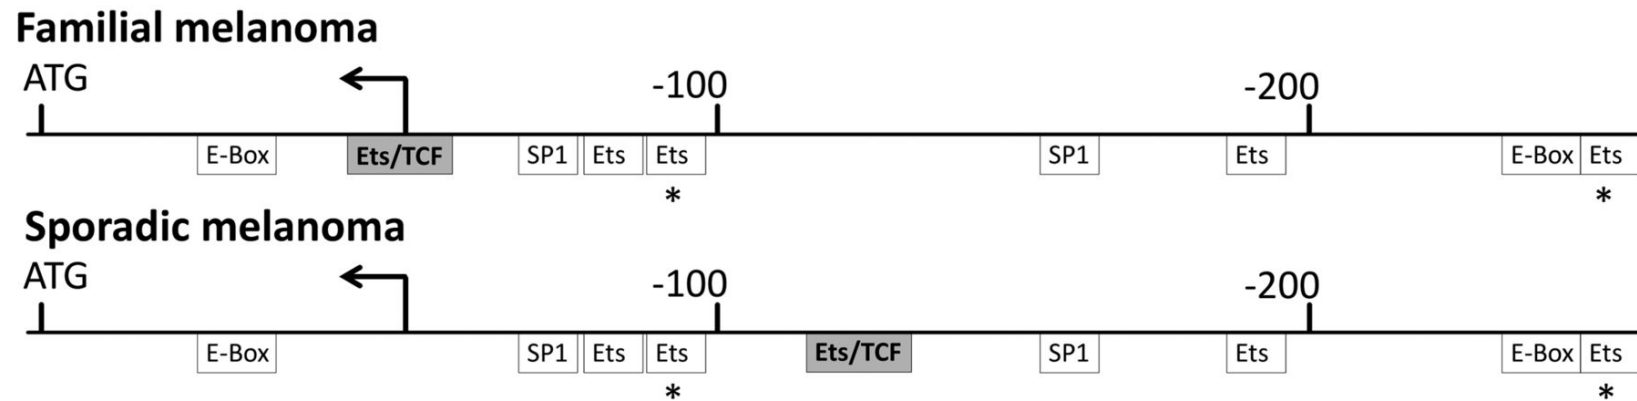 Familial melanoma
ATG -100 -200
E-Box Ets/TCF SP1 Ets Ets SP1 Ets E-Box Ets
* *
Sporadic melanoma
ATG -100 -200
E-Box SP1 Ets Ets Ets/TCF SP1 Ets E-Box Ets
* *